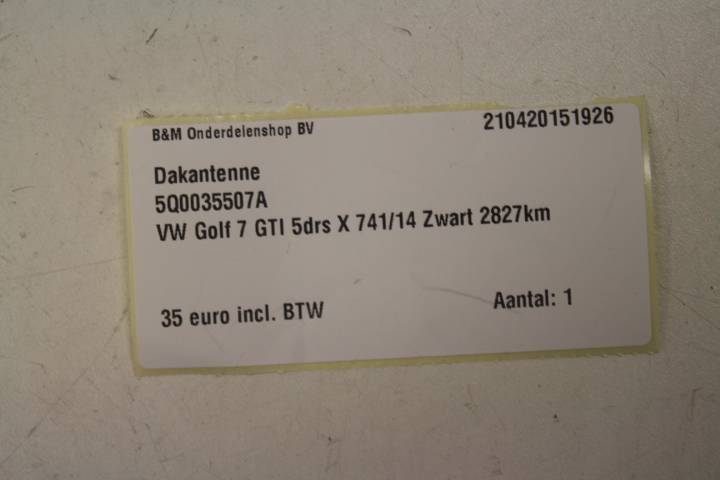 B&M Onderdelenshop BV 210420151926
Dakantenne
5Q0035507A
VW Golf 7 GTI 5drs X 741/14 Zwart 2827km
35 euro incl. BTW Aantal: 1